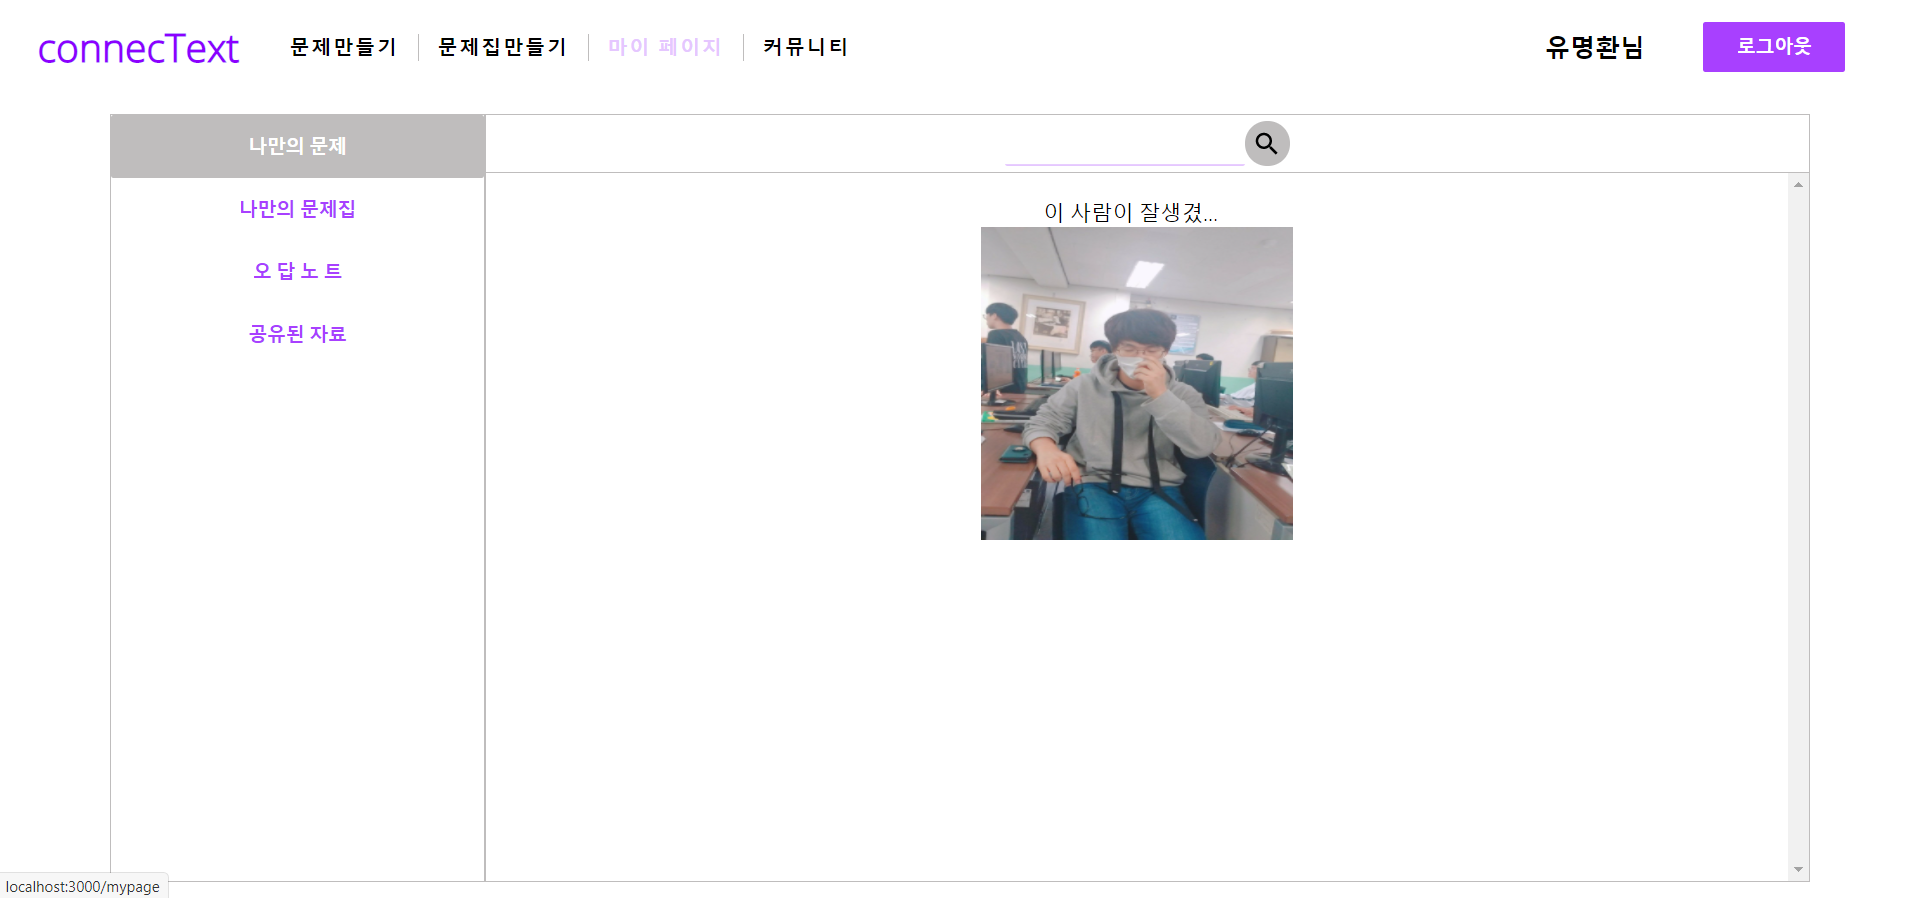 connecText
문제만들기
문제집만들기
마이 페이지
커뮤니티
유명환님
로그아웃
나만의 문제
나만의 문제집
오 답 노 트
공유된 자료
이 사람이 잘생겼...
localhost:3000/mypage